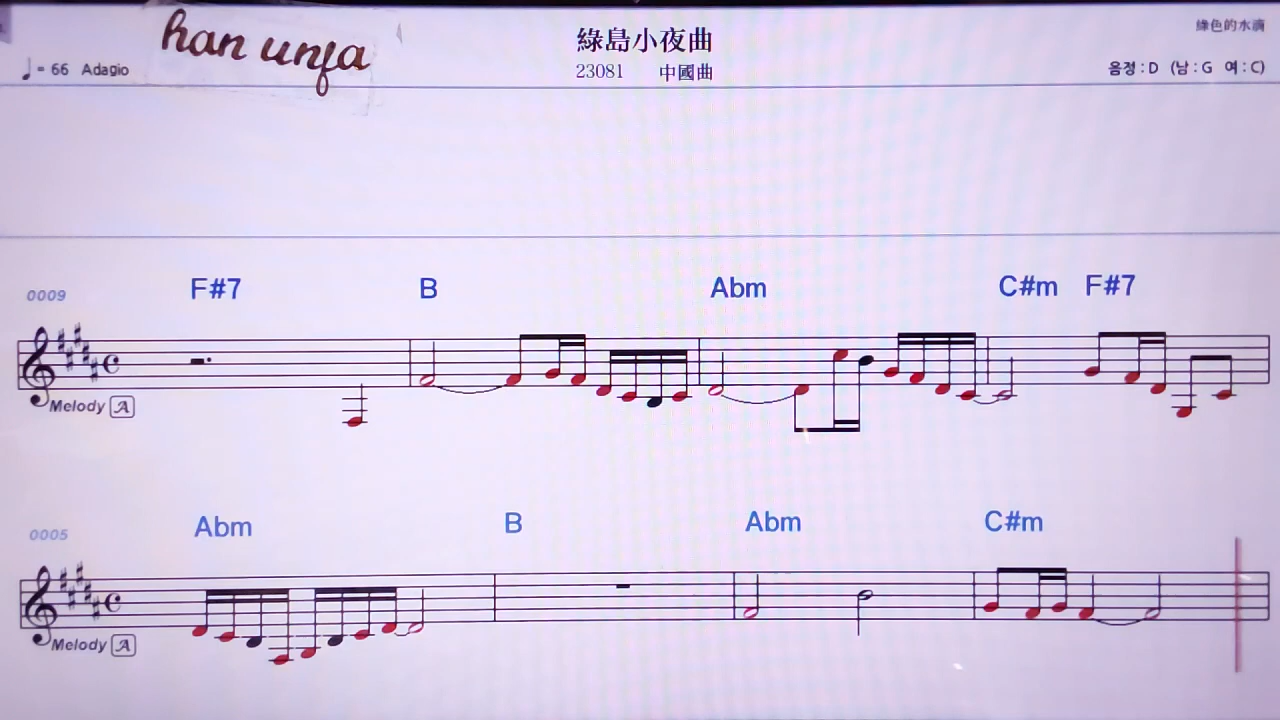 han unfa
綠島小夜曲
綠色的水滴
♩= 66 Adagio
23081 中國曲
음정 : D (남 : G 여 : C)
0009 F#7 B Abm C#m F#7
Melody A
0005 Abm B Abm C#m
Melody A